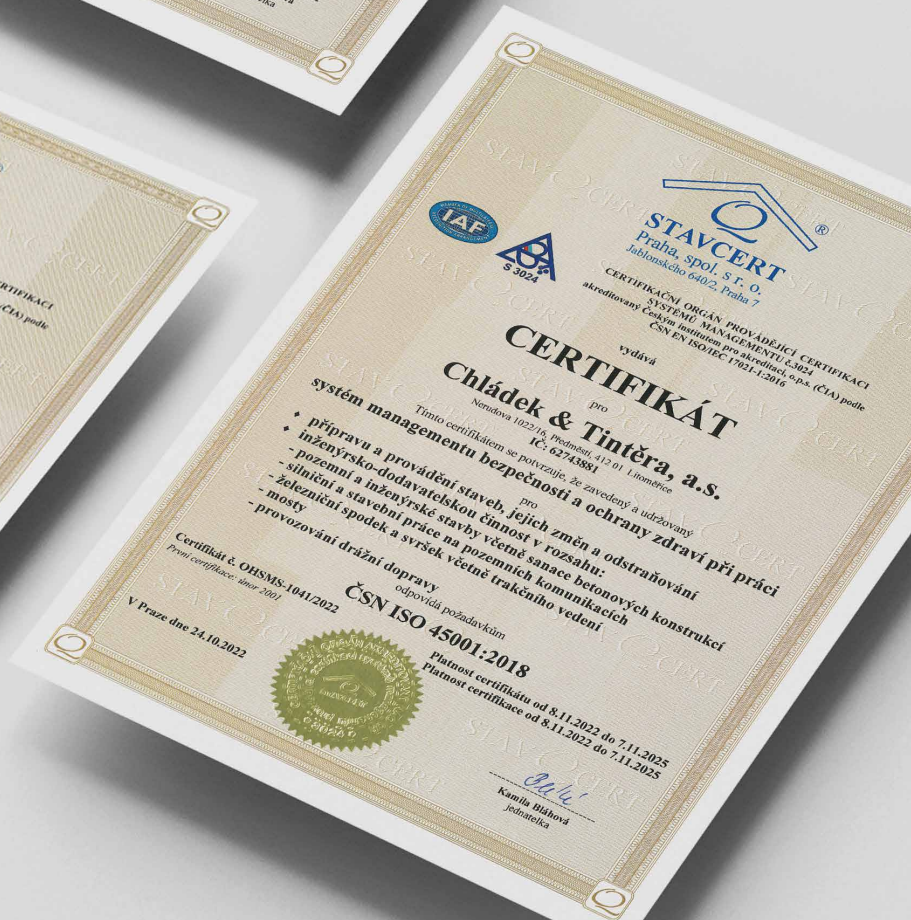 RTIFIKACI
(ČIA) podle
IAF
S 3024
Q
®
STAVCERT
Praha, spol. s r. o.
Jablonského 640/2, Praha 7
CERTIFIKAČNÍ ORGÁN PROVÁDĚJÍCÍ CERTIFIKACI
SYSTÉMŮ MANAGEMENTU č.3024
akreditovaný Českým institutem pro akreditaci, o.p.s. (ČIA) podle
ČSN EN ISO/IEC 17021-1:2016
vydává
CERTIFIKÁT
pro
Chládek & Tintěra, a.s.
Nerudova 1022/16, Předměstí, 412 01 Litoměřice
IČ: 62743881
Tímto certifikátem se potvrzuje, že zavedený a udržovaný
systém managementu bezpečnosti a ochrany zdraví při práci
pro
♦ přípravu a provádění staveb, jejich změn a odstraňování
♦ inženýrsko-dodavatelskou činnost v rozsahu:
- pozemní a inženýrské stavby včetně sanace betonových konstrukcí
- silniční a stavební práce na pozemních komunikacích
- železniční spodek a svršek včetně trakčního vedení
- mosty
- provozování drážní dopravy
odpovídá požadavkům
ČSN ISO 45001:2018
Certifikát č. OHSMS-1041/2022
První certifikace: únor 2001
V Praze dne 24.10.2022
Platnost certifikátu od 8.11.2022 do 7.11.2025
Platnost certifikace od 8.11.2022 do 7.11.2025
Kamila Bláhová
jednatelka